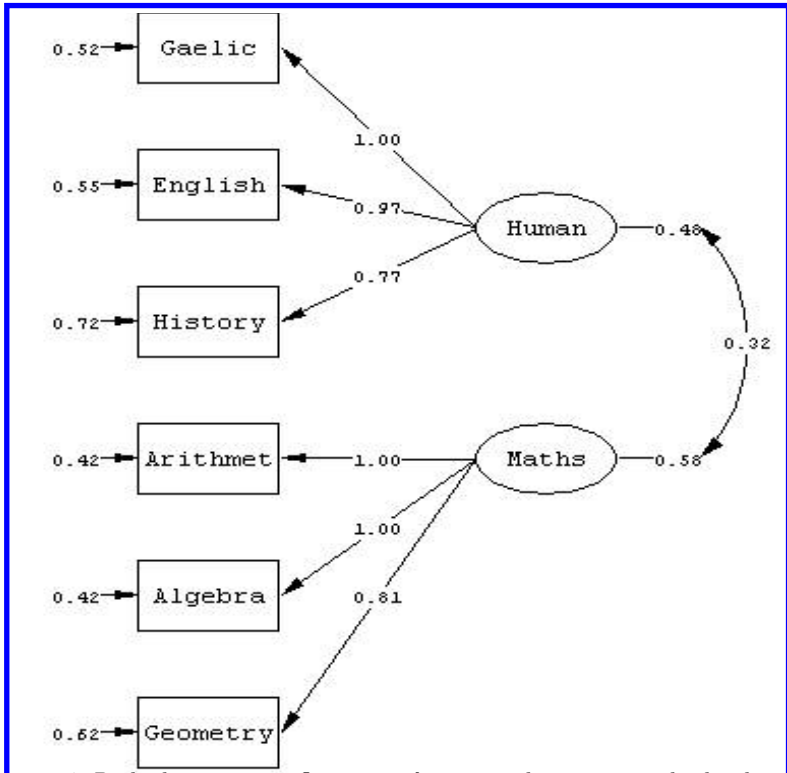 0.52 Gaelic
1.00
0.55 English
0.97
Human 0.48
0.77
0.72 History
0.32
0.42 Arithmet 1.00 Maths 0.58
1.00
0.42 Algebra 0.81
0.62 Geometry